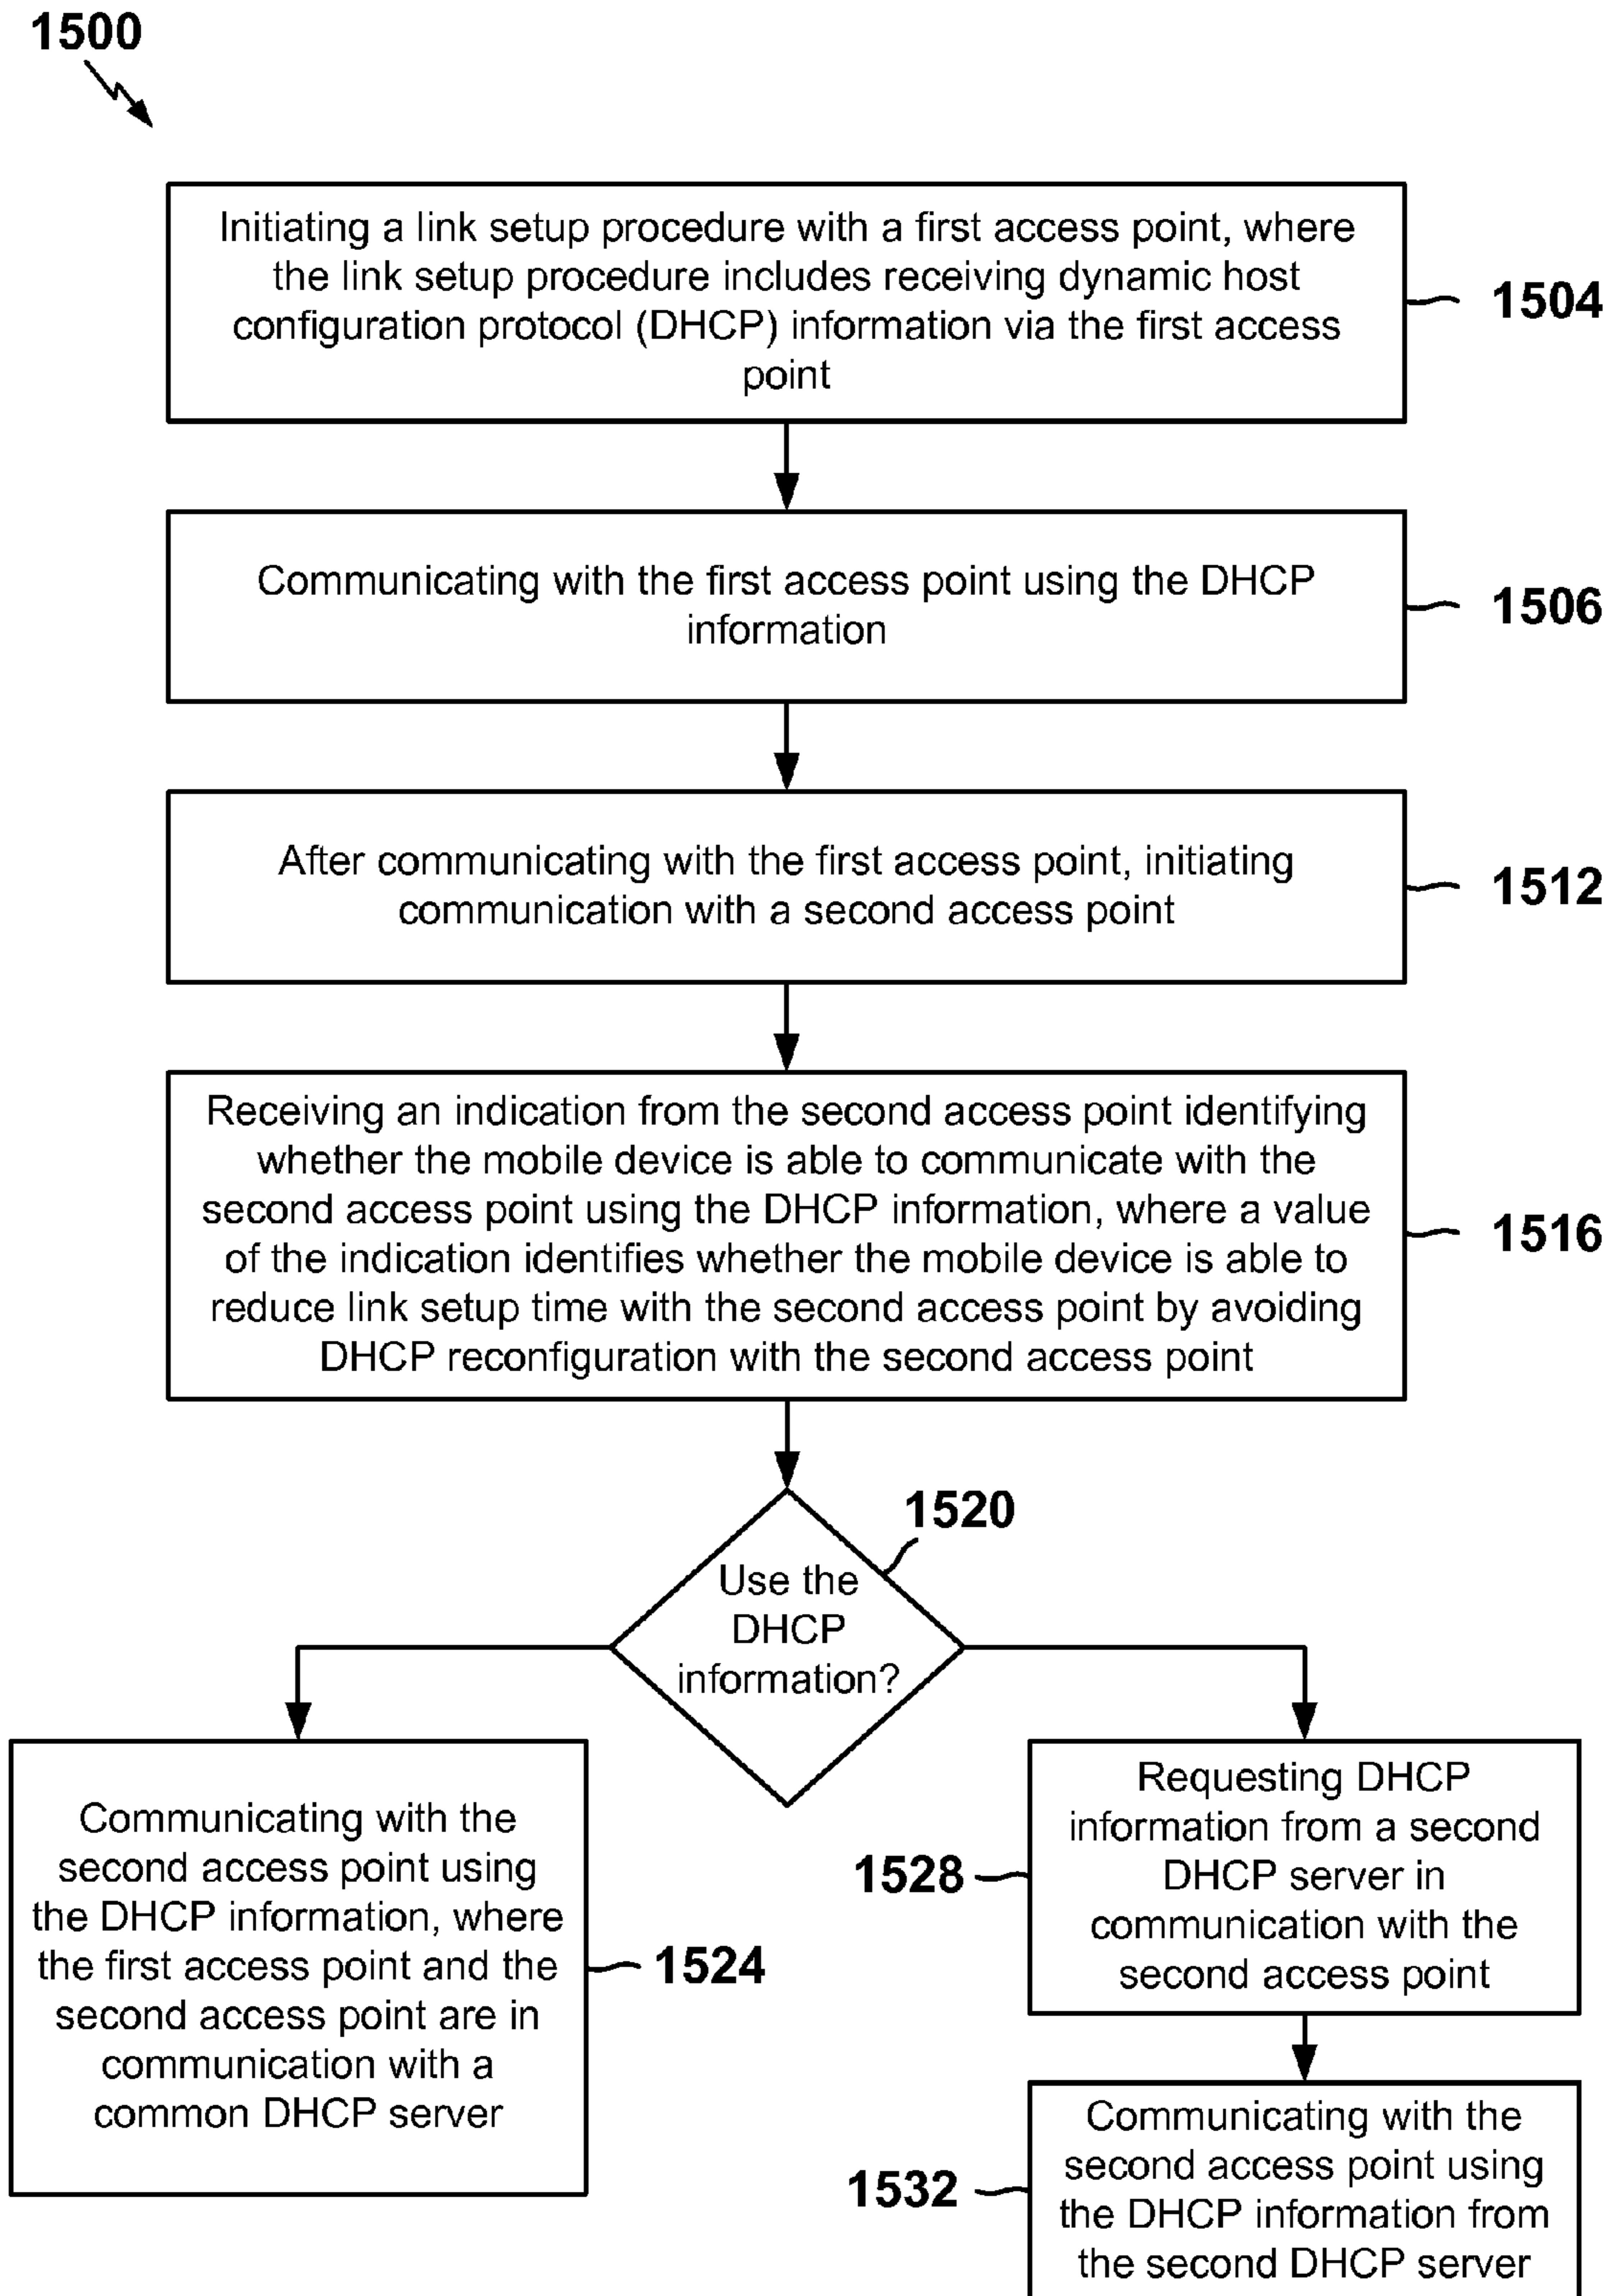 1500
Initiating a link setup procedure with a first access point, where
the link setup procedure includes receiving dynamic host
configuration protocol (DHCP) information via the first access
point
1504
Communicating with the first access point using the DHCP
information
1506
After communicating with the first access point, initiating
communication with a second access point
1512
Receiving an indication from the second access point identifying
whether the mobile device is able to communicate with the
second access point using the DHCP information, where a value
of the indication identifies whether the mobile device is able to
reduce link setup time with the second access point by avoiding
DHCP reconfiguration with the second access point
1516
1520
Use the
DHCP
information?
Communicating with the
second access point using
the DHCP information, where
the first access point and the
second access point are in
communication with a
common DHCP server
1524
Requesting DHCP
information from a second
DHCP server in
communication with the
second access point
1528
Communicating with the
second access point using
the DHCP information from
the second DHCP server
1532